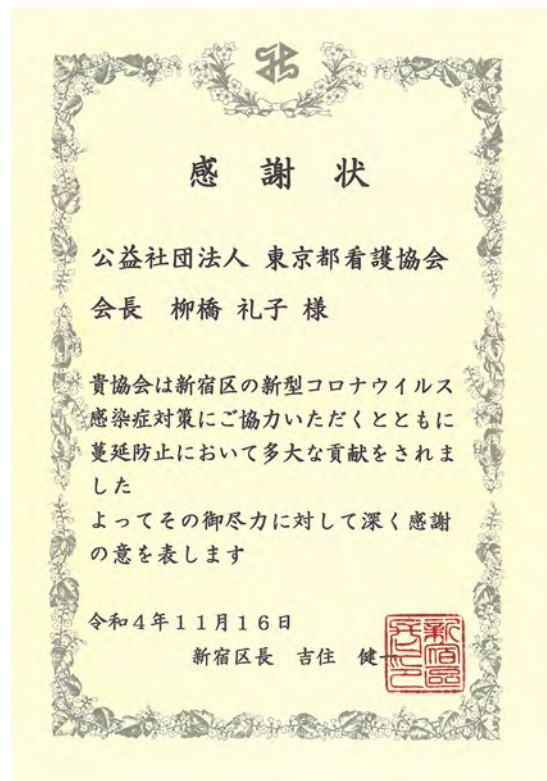 感謝状
公益社団法人 東京都看護協会
会長 柳橋 礼子 様
貴協会は新宿区の新型コロナウイルス
感染症対策にご協力いただくとともに
蔓延防止において多大な貢献をされま
した
よってその御尽力に対して深く感謝
の意を表します
令和4年11月16日
新宿区長 吉住 健一
新宿区
長之印